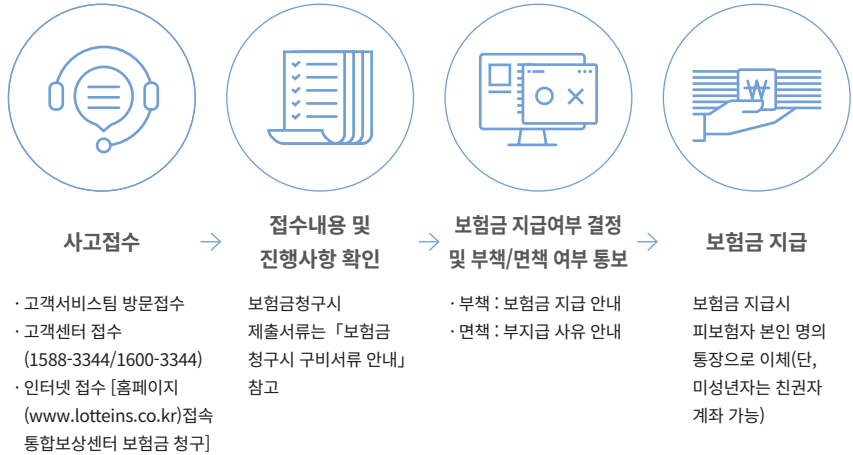 사고접수
· 고객서비스팀 방문접수
· 고객센터 접수
(1588-3344/1600-3344)
· 인터넷 접수 [홈페이지
(www.lotteins.co.kr)접속
통합보상센터 보험금 청구]
→
접수내용 및
진행사항 확인
보험금청구시
제출서류는「보험금
청구시 구비서류 안내」
참고
→
보험금 지급여부 결정
및 부책/면책 여부 통보
· 부책 : 보험금 지급 안내
· 면책 : 부지급 사유 안내
→
₩
보험금 지급
보험금 지급시
피보험자 본인 명의
통장으로 이체(단,
미성년자는 친권자
계좌 가능)